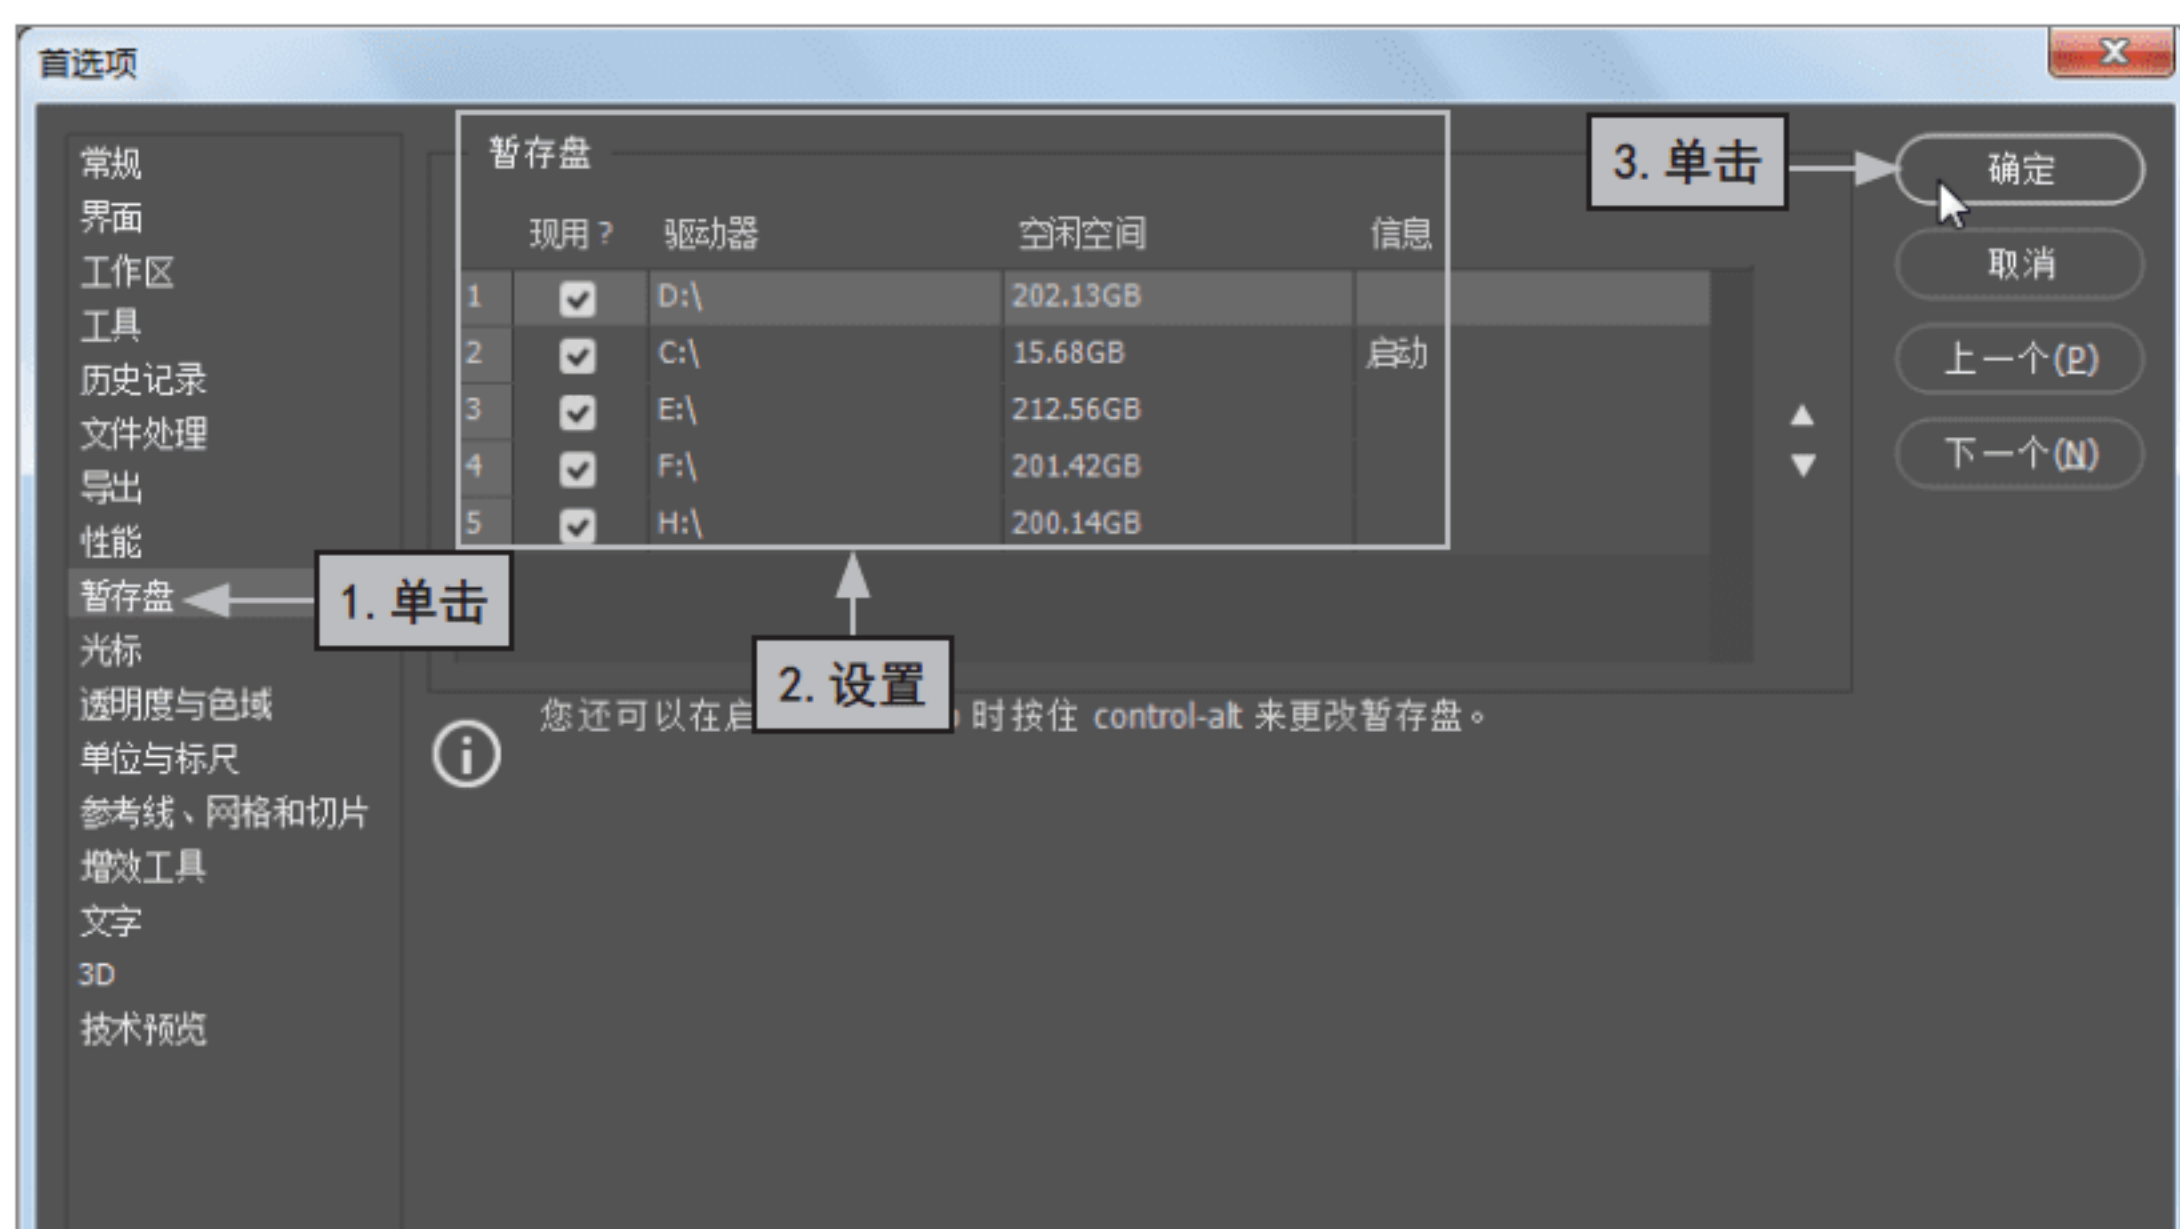 首选项
常规
界面
工作区
工具
历史记录
文件处理
导出
性能
暂存盘
光标
透明度与色域
单位与标尺
参考线、网格和切片
增效工具
文字
3D
技术预览
1. 单击
暂存盘
现用? 驱动器 空闲空间 信息
1 D:\ 202.13GB
2 C:\ 15.68GB 启动
3 E:\ 212.56GB
4 F:\ 201.42GB
5 H:\ 200.14GB
2. 设置
您还可以在启 时按住 control-alt 来更改暂存盘。
3. 单击
确定
取消
上一个(P)
下一个(N)